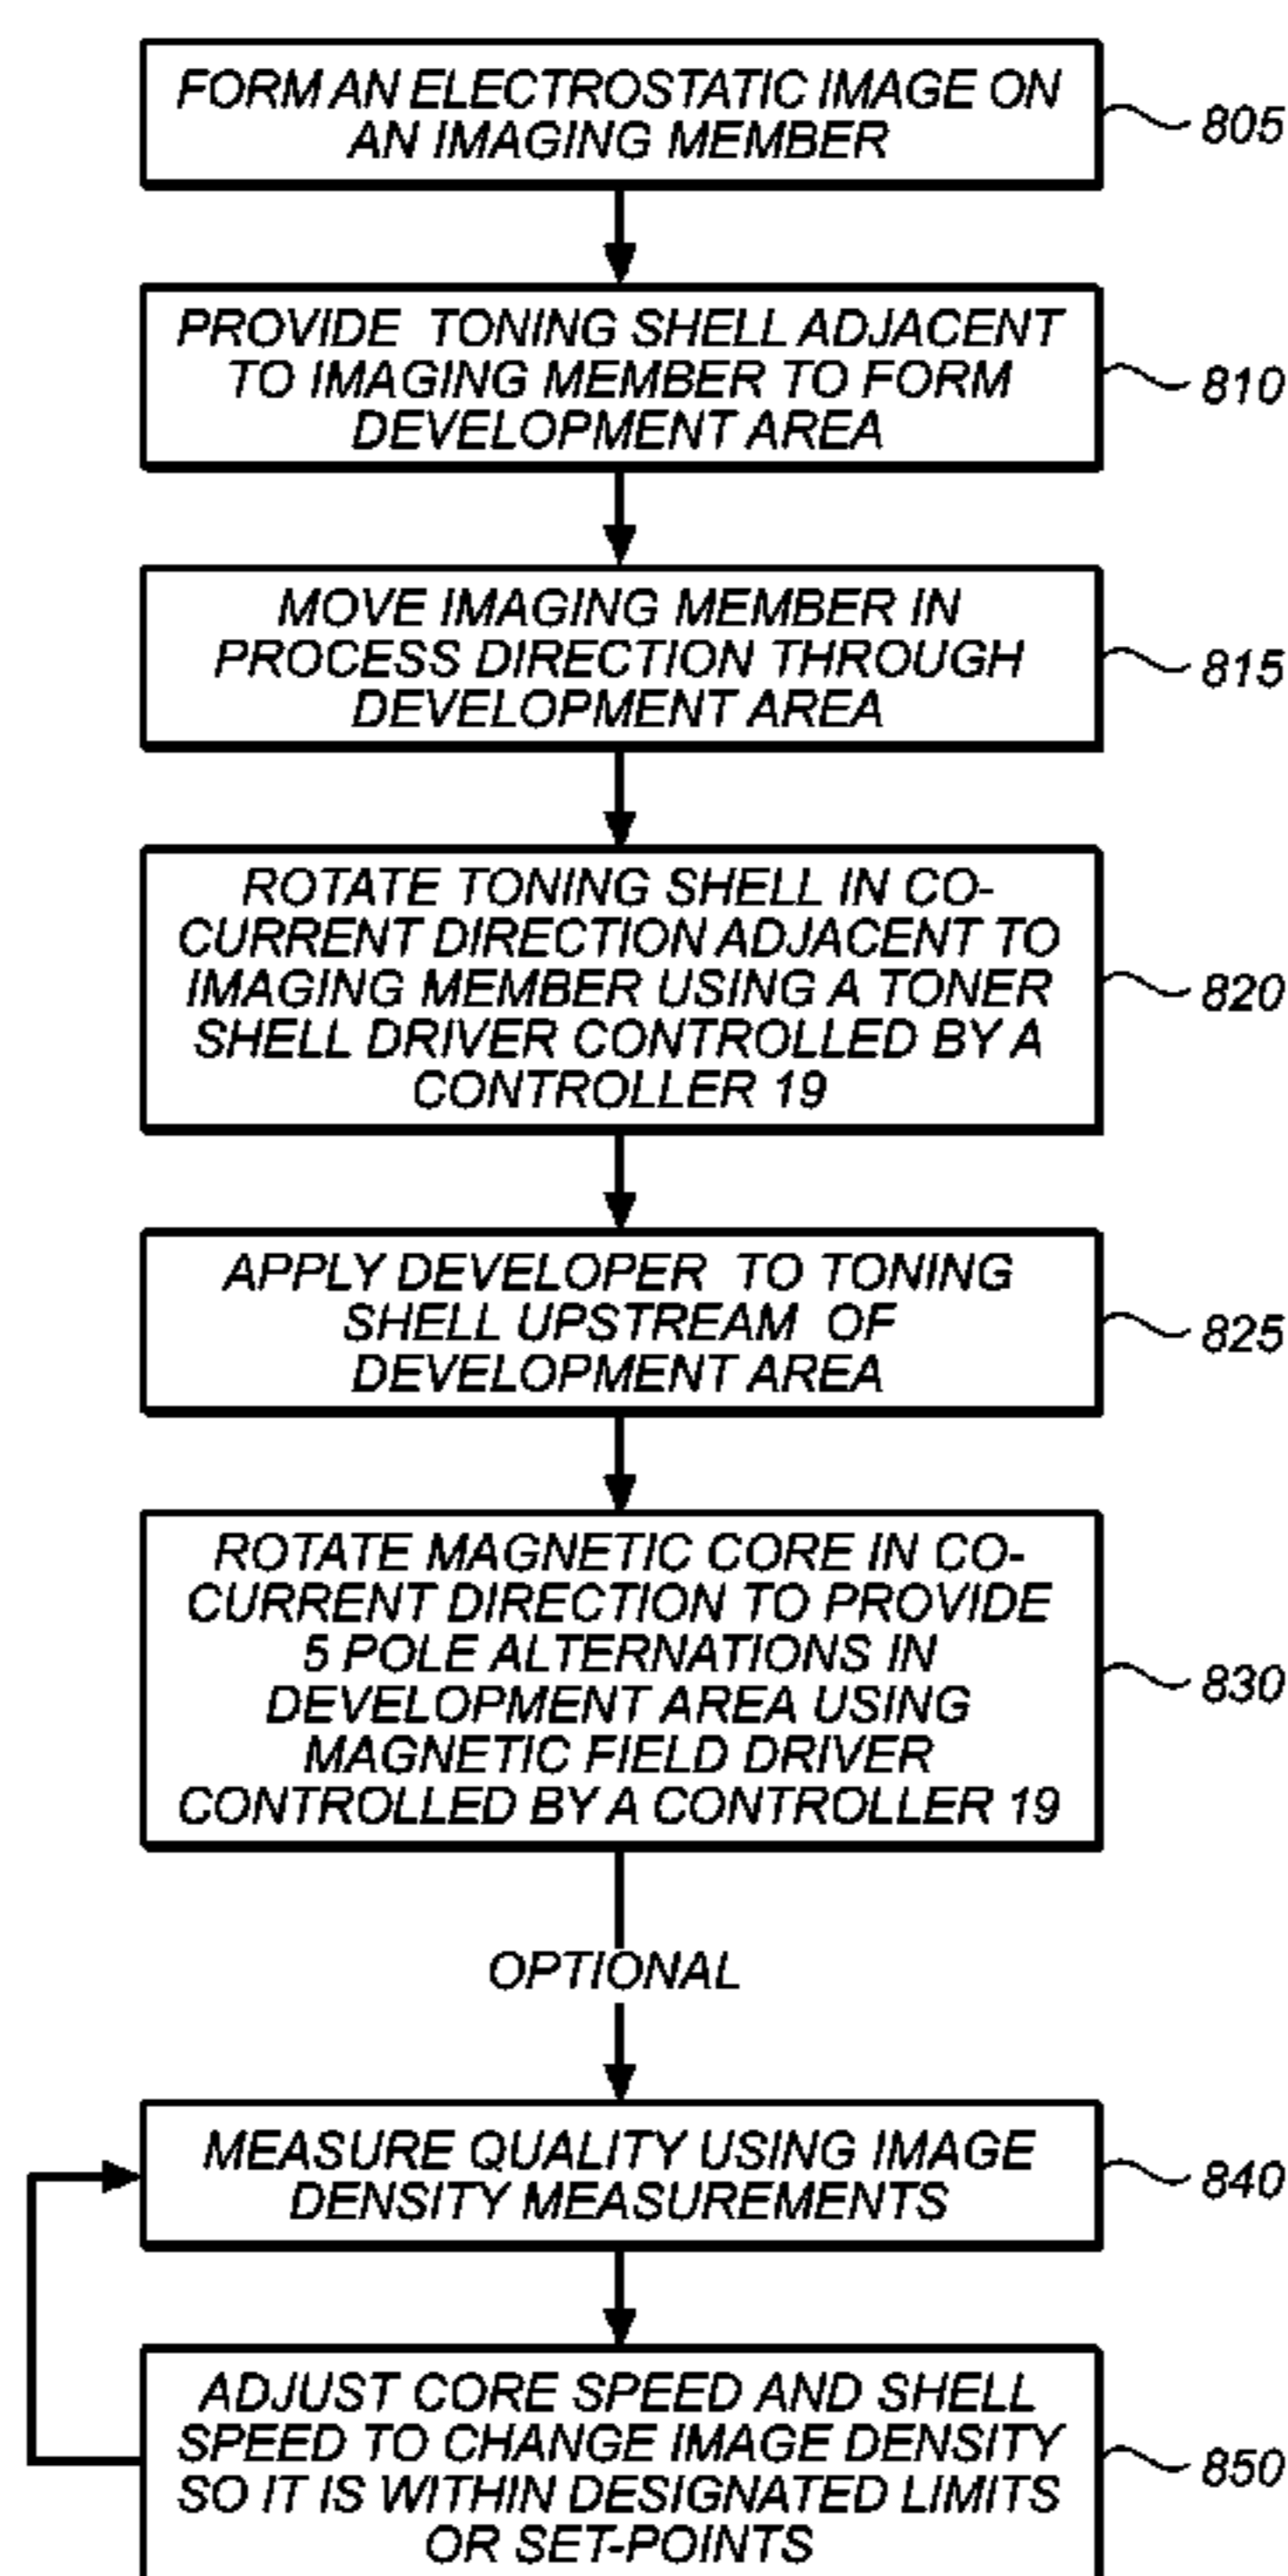 FORM AN ELECTROSTATIC IMAGE ON
AN IMAGING MEMBER
805
PROVIDE TONING SHELL ADJACENT
TO IMAGING MEMBER TO FORM
DEVELOPMENT AREA
810
MOVE IMAGING MEMBER IN
PROCESS DIRECTION THROUGH
DEVELOPMENT AREA
815
ROTATE TONING SHELL IN CO-
CURRENT DIRECTION ADJACENT TO
IMAGING MEMBER USING A TONER
SHELL DRIVER CONTROLLED BY A
CONTROLLER 19
820
APPLY DEVELOPER TO TONING
SHELL UPSTREAM OF
DEVELOPMENT AREA
825
ROTATE MAGNETIC CORE IN CO-
CURRENT DIRECTION TO PROVIDE
5 POLE ALTERNATIONS IN
DEVELOPMENT AREA USING
MAGNETIC FIELD DRIVER
CONTROLLED BY A CONTROLLER 19
830
OPTIONAL
MEASURE QUALITY USING IMAGE
DENSITY MEASUREMENTS
840
ADJUST CORE SPEED AND SHELL
SPEED TO CHANGE IMAGE DENSITY
SO IT IS WITHIN DESIGNATED LIMITS
OR SET-POINTS
850